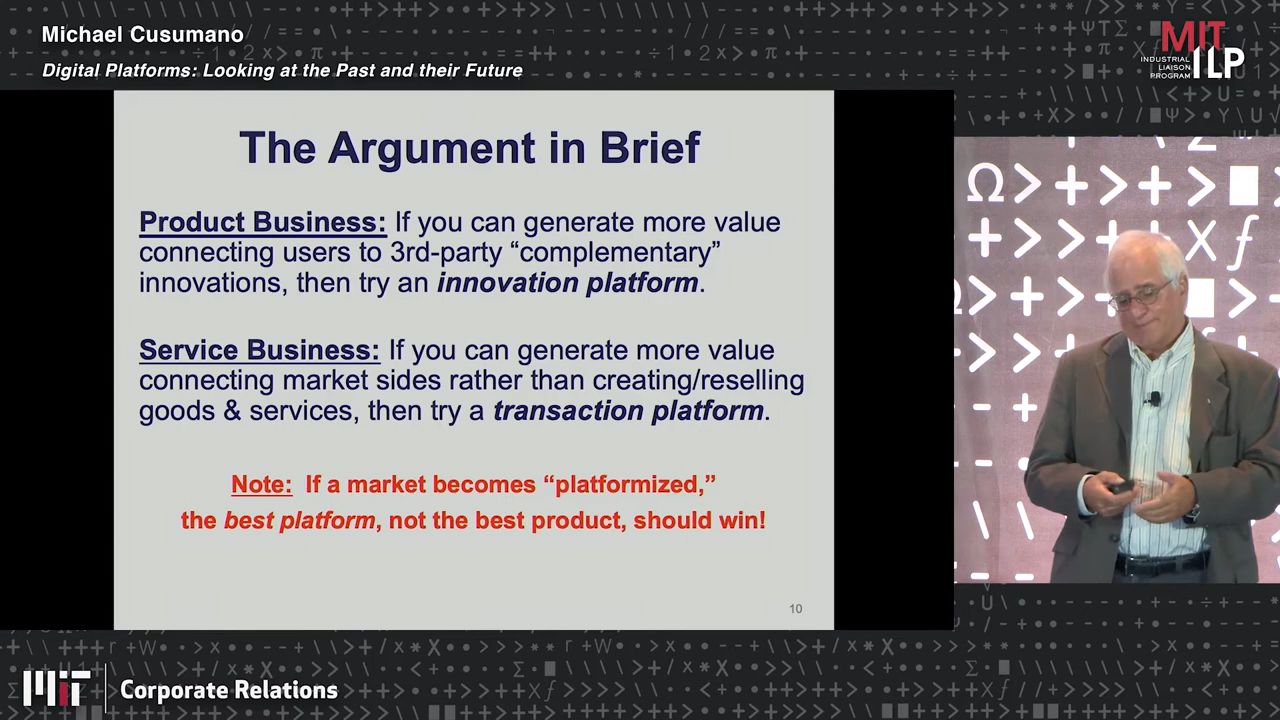 Michael Cusumano
Digital Platforms: Looking at the Past and their Future
MIT
INDUSTRIAL
LIAISON
PROGRAM
ILP
The Argument in Brief
Product Business: If you can generate more value
connecting users to 3rd-party “complementary”
innovations, then try an innovation platform.
Service Business: If you can generate more value
connecting market sides rather than creating/reselling
goods & services, then try a transaction platform.
Note: If a market becomes “platformized,”
the best platform, not the best product, should win!
10
MIT
Corporate Relations